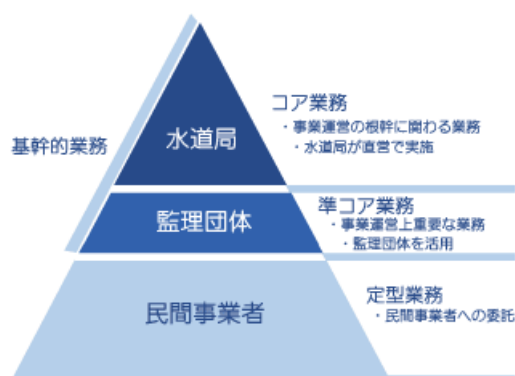 コア業務
・事業運営の根幹に関わる業務
・水道局が直営で実施
基幹的業務
水道局
準コア業務
・事業運営上重要な業務
・監理団体を活用
監理団体
定型業務
・民間事業者への委託
民間事業者